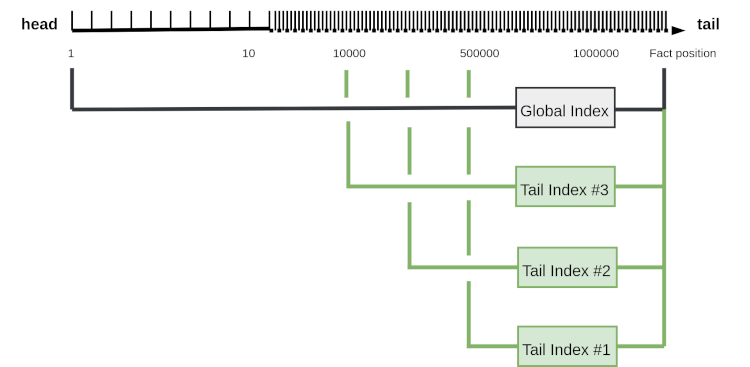 head tail
1 10 10000 500000 1000000 Fact position
Global Index
Tail Index #3
Tail Index #2
Tail Index #1